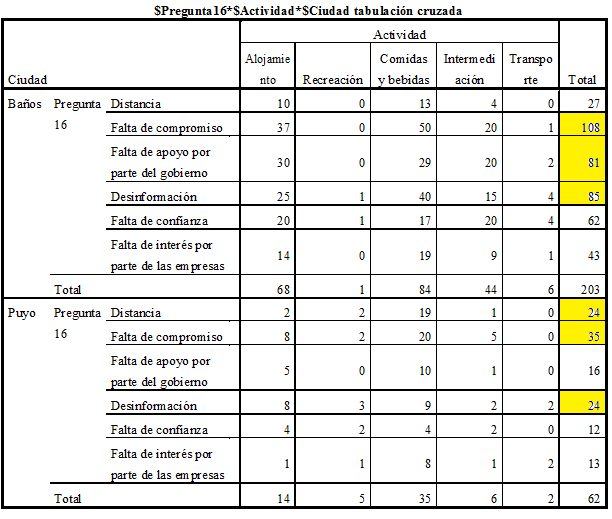 $Pregunta16*$Actividad*$Ciudad tabulación cruzada
Ciudad Actividad Total
Alojamie
nto Recreación Comidas
y bebidas Intermedi
ación Transpo
rte
Baños Pregunta
16 Distancia 10 0 13 4 0 27
Falta de compromiso 37 0 50 20 1 108
Falta de apoyo por
parte del gobierno 30 0 29 20 2 81
Desinformación 25 1 40 15 4 85
Falta de confianza 20 1 17 20 4 62
Falta de interés por
parte de las empresas 14 0 19 9 1 43
Total 68 1 84 44 6 203
Puyo Pregunta
16 Distancia 2 2 19 1 0 24
Falta de compromiso 8 2 20 5 0 35
Falta de apoyo por
parte del gobierno 5 0 10 1 0 16
Desinformación 8 3 9 2 2 24
Falta de confianza 4 2 4 2 0 12
Falta de interés por
parte de las empresas 1 1 8 1 2 13
Total 14 5 35 6 2 62